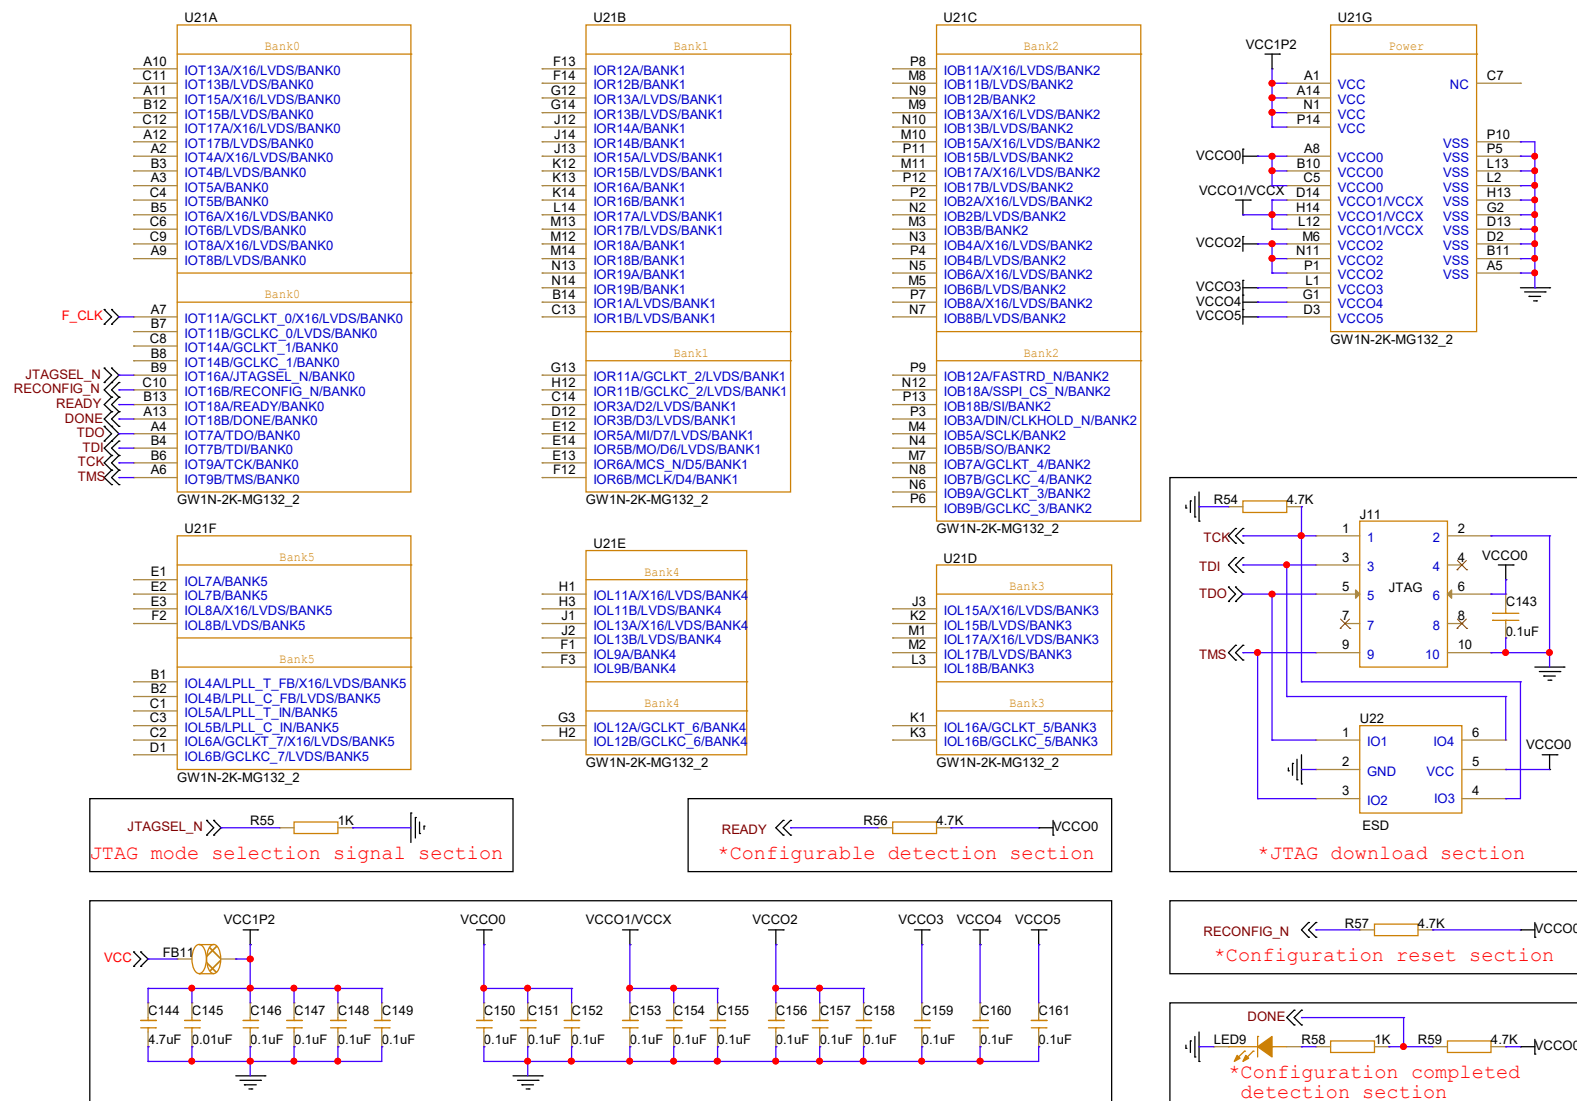 U21A
Bank0
A10 IOT13A/X16/LVDS/BANK0
C11 IOT13B/LVDS/BANK0
A11 IOT15A/X16/LVDS/BANK0
B12 IOT15B/LVDS/BANK0
C12 IOT17A/X16/LVDS/BANK0
A12 IOT17B/LVDS/BANK0
A2 IOT4A/X16/LVDS/BANK0
B3 IOT4B/LVDS/BANK0
A3 IOT5A/BANK0
C4 IOT5B/BANK0
B5 IOT6A/X16/LVDS/BANK0
C6 IOT6B/LVDS/BANK0
C9 IOT8A/X16/LVDS/BANK0
A9 IOT8B/LVDS/BANK0
Bank0
F_CLK A7 IOT11A/GCLKT_0/X16/LVDS/BANK0
B7 IOT11B/GCLKC_0/LVDS/BANK0
C8 IOT14A/GCLKT_1/BANK0
B8 IOT14B/GCLKC_1/BANK0
JTAGSEL_N B9 IOT16A/JTAGSEL_N/BANK0
RECONFIG_N C10 IOT16B/RECONFIG_N/BANK0
READY B13 IOT18A/READY/BANK0
DONE A13 IOT18B/DONE/BANK0
TDO A4 IOT7A/TDO/BANK0
TDI B4 IOT7B/TDI/BANK0
TCK B6 IOT9A/TCK/BANK0
TMS A6 IOT9B/TMS/BANK0
GW1N-2K-MG132_2
U21B
Bank1
F13 IOR12A/BANK1
F14 IOR12B/BANK1
G12 IOR13A/LVDS/BANK1
G14 IOR13B/LVDS/BANK1
J12 IOR14A/BANK1
J14 IOR14B/BANK1
J13 IOR15A/LVDS/BANK1
K12 IOR15B/LVDS/BANK1
K13 IOR16A/BANK1
K14 IOR16B/BANK1
L14 IOR17A/LVDS/BANK1
M13 IOR17B/LVDS/BANK1
M12 IOR18A/BANK1
M14 IOR18B/BANK1
N13 IOR19A/BANK1
N14 IOR19B/BANK1
B14 IOR1A/LVDS/BANK1
C13 IOR1B/LVDS/BANK1
Bank1
G13 IOR11A/GCLKT_2/LVDS/BANK1
H12 IOR11B/GCLKC_2/LVDS/BANK1
C14 IOR3A/D2/LVDS/BANK1
D12 IOR3B/D3/LVDS/BANK1
E12 IOR5A/MI/D7/LVDS/BANK1
E14 IOR5B/MO/D6/LVDS/BANK1
E13 IOR6A/MCS_N/D5/BANK1
F12 IOR6B/MCLK/D4/BANK1
GW1N-2K-MG132_2
U21C
Bank2
P8 IOB11A/X16/LVDS/BANK2
M8 IOB11B/LVDS/BANK2
N9 IOB12B/BANK2
M9 IOB13A/X16/LVDS/BANK2
N10 IOB13B/LVDS/BANK2
M10 IOB15A/X16/LVDS/BANK2
P11 IOB15B/LVDS/BANK2
M11 IOB17A/X16/LVDS/BANK2
P12 IOB17B/LVDS/BANK2
P2 IOB2A/X16/LVDS/BANK2
N2 IOB2B/LVDS/BANK2
M3 IOB3B/BANK2
N3 IOB4A/X16/LVDS/BANK2
P4 IOB4B/LVDS/BANK2
N5 IOB6A/X16/LVDS/BANK2
M5 IOB6B/LVDS/BANK2
P7 IOB8A/X16/LVDS/BANK2
N7 IOB8B/LVDS/BANK2
Bank2
P9 IOB12A/FASTRD_N/BANK2
N12 IOB18A/SSPI_CS_N/BANK2
P13 IOB18B/SI/BANK2
P3 IOB3A/DIN/CLKHOLD_N/BANK2
M4 IOB5A/SCLK/BANK2
N4 IOB5B/SO/BANK2
M7 IOB7A/GCLKT_4/BANK2
N8 IOB7B/GCLKC_4/BANK2
N6 IOB9A/GCLKT_3/BANK2
P6 IOB9B/GCLKC_3/BANK2
GW1N-2K-MG132_2
U21G
Power
VCC1P2
A1 VCC NC C7
A14 VCC
N1 VCC
P14 VCC
VSS P10
VCCO0 A8 VCCO0 VSS P5
B10 VCCO0 VSS L13
C5 VCCO0 VSS L2
VCCO1/VCCX D14 VCCO1/VCCX VSS H13
H14 VCCO1/VCCX VSS G2
L12 VCCO1/VCCX VSS D13
VCCO2 M6 VCCO2 VSS D2
N11 VCCO2 VSS B11
P1 VCCO2 VSS A5
VCCO3 L1 VCCO3
VCCO4 G1 VCCO4
VCCO5 D3 VCCO5
GW1N-2K-MG132_2
U21F
Bank5
E1 IOL7A/BANK5
E2 IOL7B/BANK5
E3 IOL8A/X16/LVDS/BANK5
F2 IOL8B/LVDS/BANK5
Bank5
B1 IOL4A/LPLL_T_FB/X16/LVDS/BANK5
B2 IOL4B/LPLL_C_FB/LVDS/BANK5
C1 IOL5A/LPLL_T_IN/BANK5
C3 IOL5B/LPLL_C_IN/BANK5
C2 IOL6A/GCLKT_7/X16/LVDS/BANK5
D1 IOL6B/GCLKC_7/LVDS/BANK5
GW1N-2K-MG132_2
U21E
Bank4
H1 IOL11A/X16/LVDS/BANK4
H3 IOL11B/LVDS/BANK4
J1 IOL13A/X16/LVDS/BANK4
J2 IOL13B/LVDS/BANK4
F1 IOL9A/BANK4
F3 IOL9B/BANK4
Bank4
G3 IOL12A/GCLKT_6/BANK4
H2 IOL12B/GCLKC_6/BANK4
GW1N-2K-MG132_2
U21D
Bank3
J3 IOL15A/X16/LVDS/BANK3
K2 IOL15B/LVDS/BANK3
M1 IOL17A/X16/LVDS/BANK3
M2 IOL17B/LVDS/BANK3
L3 IOL18B/BANK3
Bank3
K1 IOL16A/GCLKT_5/BANK3
K3 IOL16B/GCLKC_5/BANK3
GW1N-2K-MG132_2
R54 4.7K
J11
TCK 1 1 2 2
TDI 3 3 4 4 VCCO0
TDO 5 5 JTAG 6 6 C143
7 7 8 8 0.1uF
TMS 9 9 10 10
U22
1 IO1 IO4 6 VCCO0
2 GND VCC 5
3 IO2 IO3 4
ESD
*JTAG download section
JTAGSEL_N R55 1K
JTAG mode selection signal section
READY R56 4.7K VCCO0
*Configurable detection section
VCC1P2 VCCO0 VCCO1/VCCX VCCO2 VCCO3 VCCO4 VCCO5
VCC FB11
C144 C145 C146 C147 C148 C149 C150 C151 C152 C153 C154 C155 C156 C157 C158 C159 C160 C161
4.7uF 0.01uF 0.1uF 0.1uF 0.1uF 0.1uF 0.1uF 0.1uF 0.1uF 0.1uF 0.1uF 0.1uF 0.1uF 0.1uF 0.1uF 0.1uF 0.1uF 0.1uF
RECONFIG_N R57 4.7K VCCO0
*Configuration reset section
DONE
LED9 R58 1K R59 4.7K VCCO0
*Configuration completed
detection section